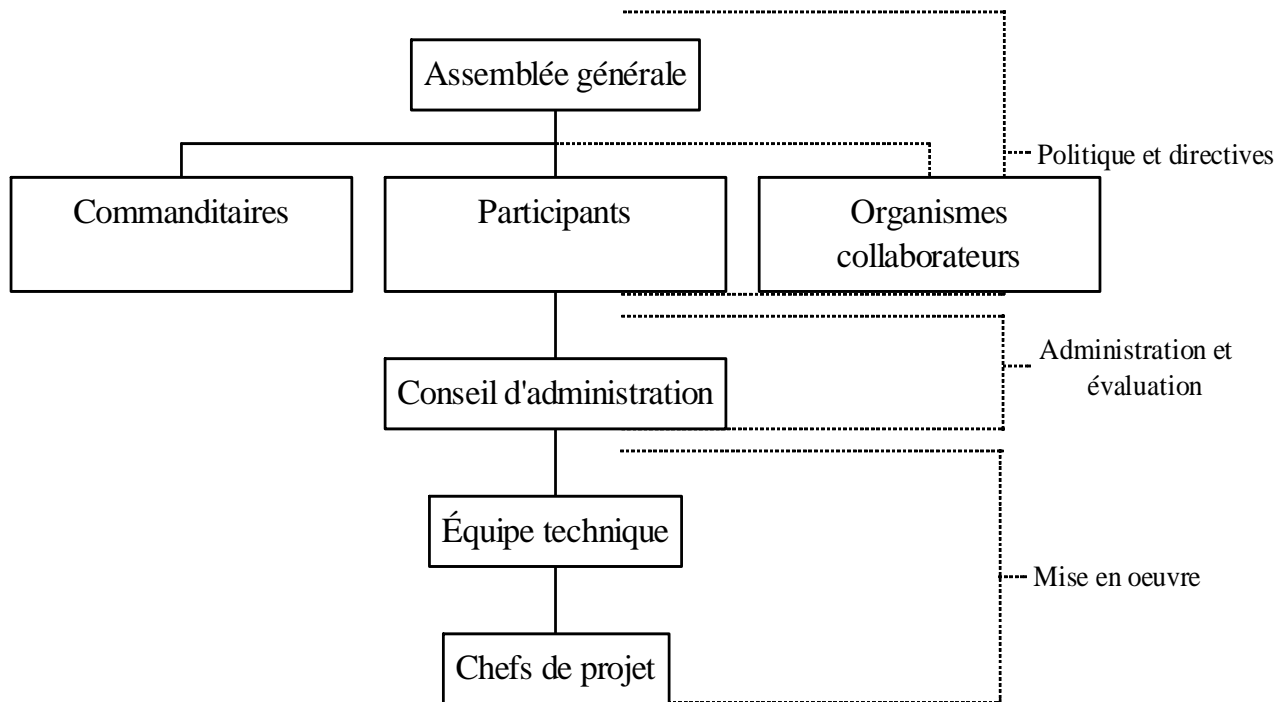 Assemblée générale
Politique et directives
Commanditaires
Participants
Organismes
collaborateurs
Administration et
évaluation
Conseil d'administration
Équipe technique
Mise en oeuvre
Chefs de projet